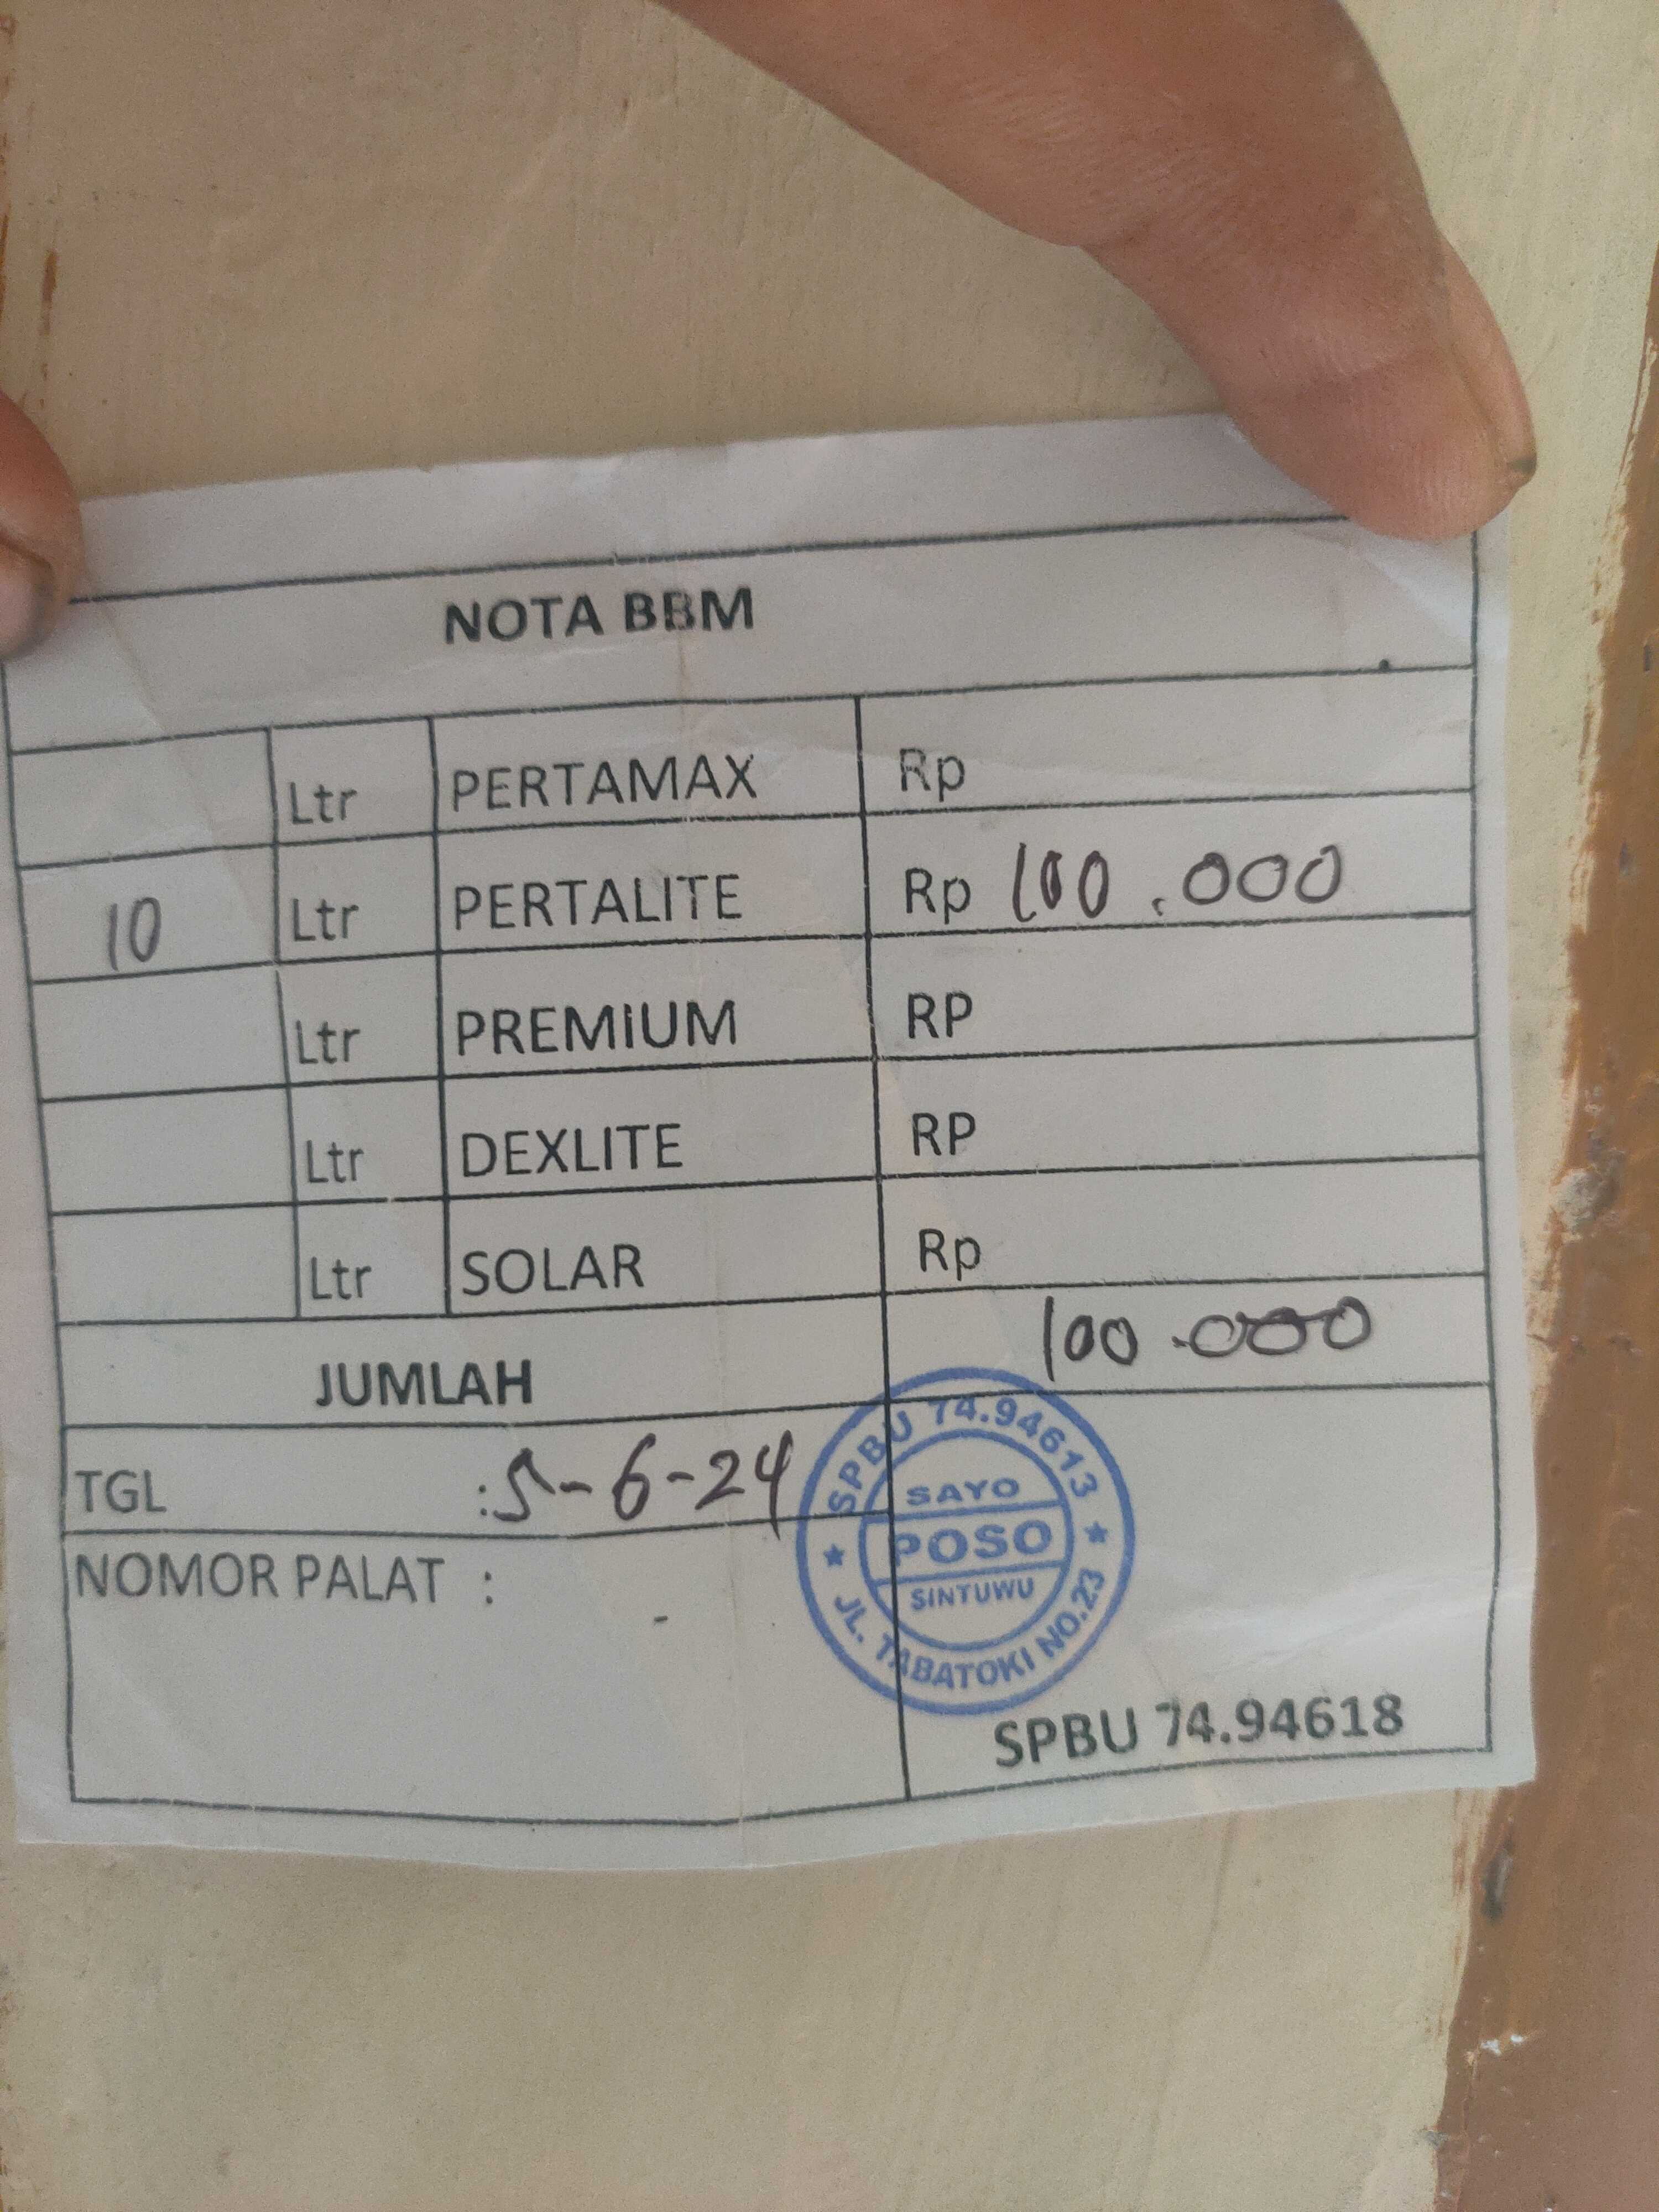 NOTA BBM
Ltr PERTAMAX Rp
10 Ltr PERTALITE Rp 100.000
Ltr PREMIUM RP
Ltr DEXLITE RP
Ltr SOLAR Rp
JUMLAH 100.000
TGL : 5-6-24
NOMOR PALAT : -
SPBU 74.94613
SAYO
POSO
SINTUWU
JL. TABATOKI NO.23
SPBU 74.94618